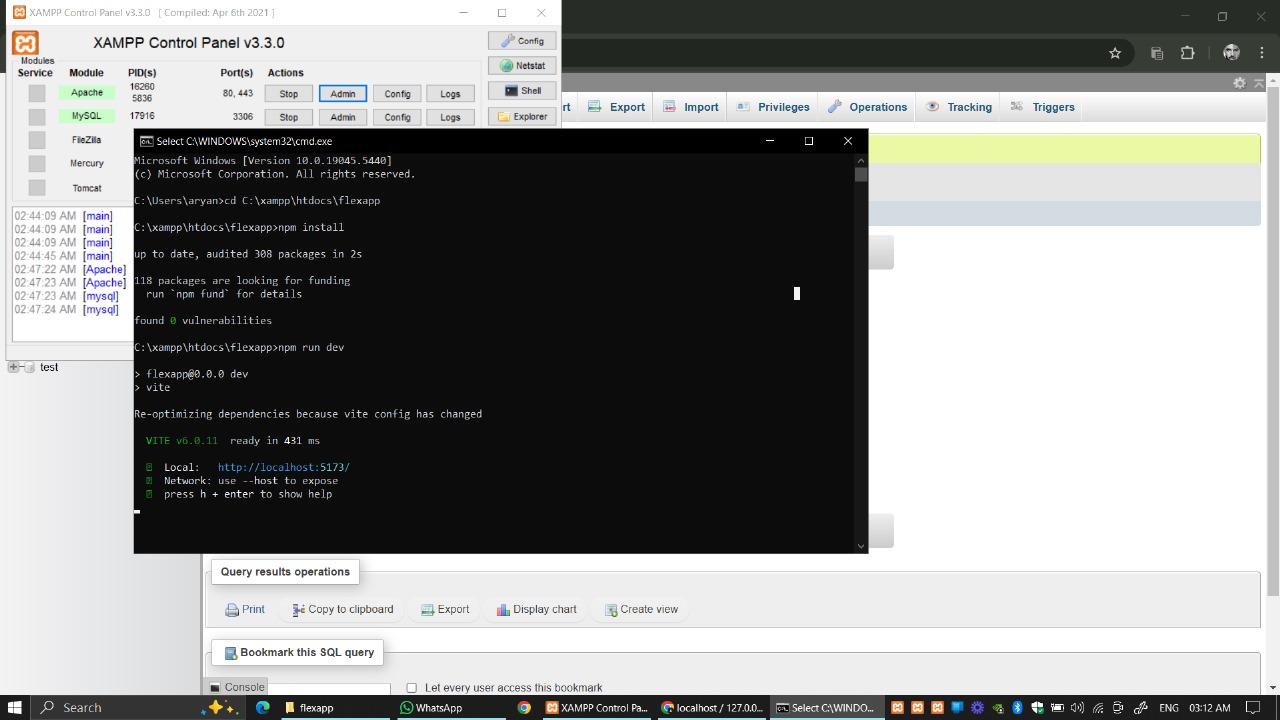 XAMPP Control Panel v3.3.0 [ Compiled: Apr 6th 2021 ]
XAMPP Control Panel v3.3.0
Config
Modules
Service Module PID(s) Port(s) Actions
Netstat
Apache 16260 5836 80, 443 Stop Admin Config Logs
Shell
MySQL 17916 3306 Stop Admin Config Logs
Explorer
FileZilla
Mercury
Tomcat
02:44:09 AM [main]
02:44:09 AM [main]
02:44:09 AM [main]
02:44:45 AM [main]
02:47:22 AM [Apache]
02:47:23 AM [Apache]
02:47:23 AM [mysql]
02:47:24 AM [mysql]
test
rt Export Import Privileges Operations Tracking Triggers
Select C:\WINDOWS\system32\cmd.exe
Microsoft Windows [Version 10.0.19045.5440]
(c) Microsoft Corporation. All rights reserved.
C:\Users\aryan>cd C:\xampp\htdocs\flexapp
C:\xampp\htdocs\flexapp>npm install
up to date, audited 308 packages in 2s
118 packages are looking for funding
run `npm fund` for details
found 0 vulnerabilities
C:\xampp\htdocs\flexapp>npm run dev
> flexapp@0.0.0 dev
> vite
Re-optimizing dependencies because vite config has changed
VITE v6.0.11 ready in 431 ms
Local: http://localhost:5173/
Network: use --host to expose
press h + enter to show help
Query results operations
Print Copy to clipboard Export Display chart Create view
Bookmark this SQL query
Console
Let every user access this bookmark
Search flexapp WhatsApp XAMPP Control Pa... localhost / 127.0.0... Select C:\WINDO... ENG 03:12 AM